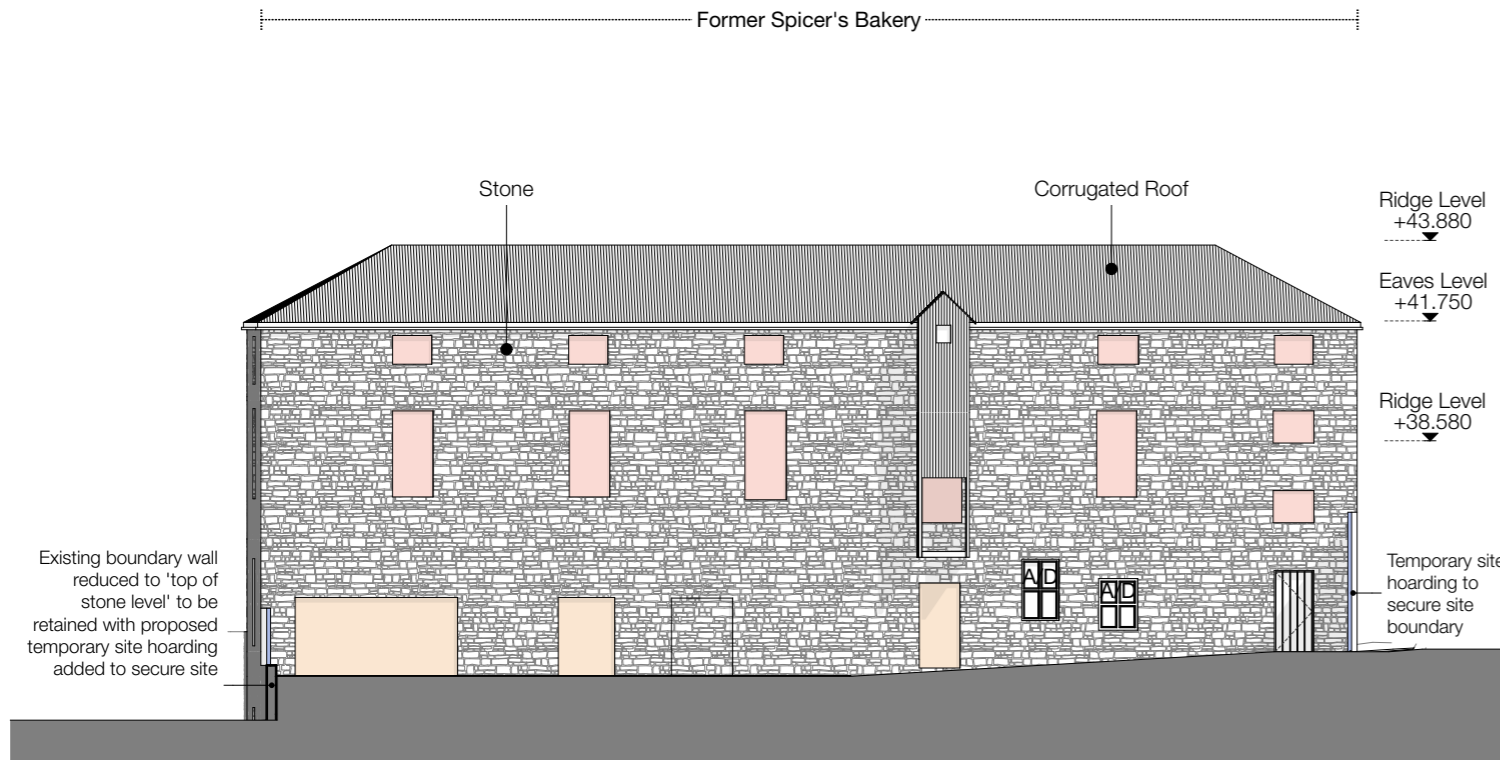 Former Spicer's Bakery
Stone
Corrugated Roof
Ridge Level
+43.880
Eaves Level
+41.750
Ridge Level
+38.580
Existing boundary wall
reduced to 'top of
stone level' to be
retained with proposed
temporary site hoarding
added to secure site
A D
A D
Temporary site
hoarding to
secure site
boundary